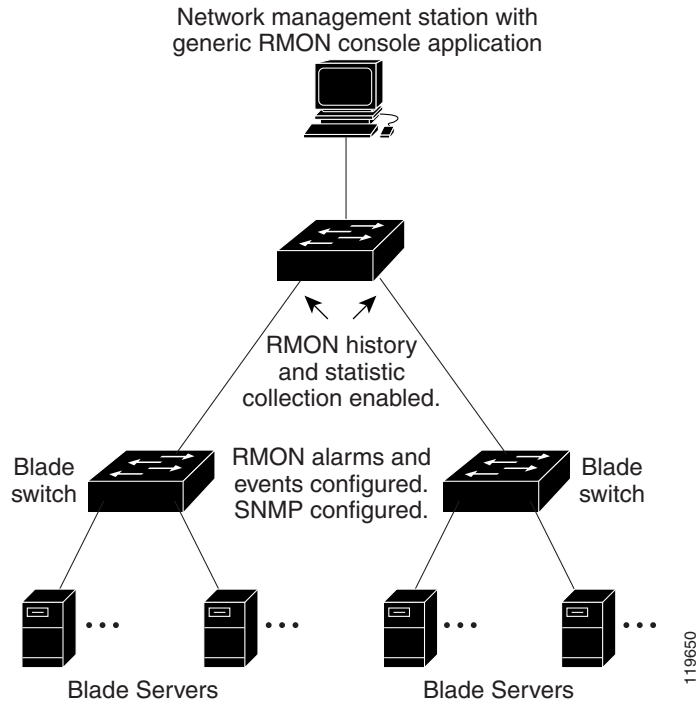 Network management station with
generic RMON console application
RMON history
and statistic
collection enabled.
Blade
switch
RMON alarms and
events configured.
SNMP configured.
Blade
switch
Blade Servers
Blade Servers
119650